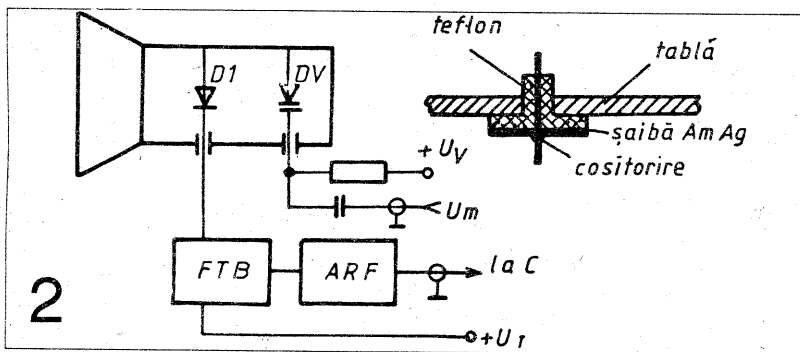 teflon
tablă
D1
DV
șaibă Am Ag
+ UV
cositorire
Um
FTB
ARF
la C
2
+U1